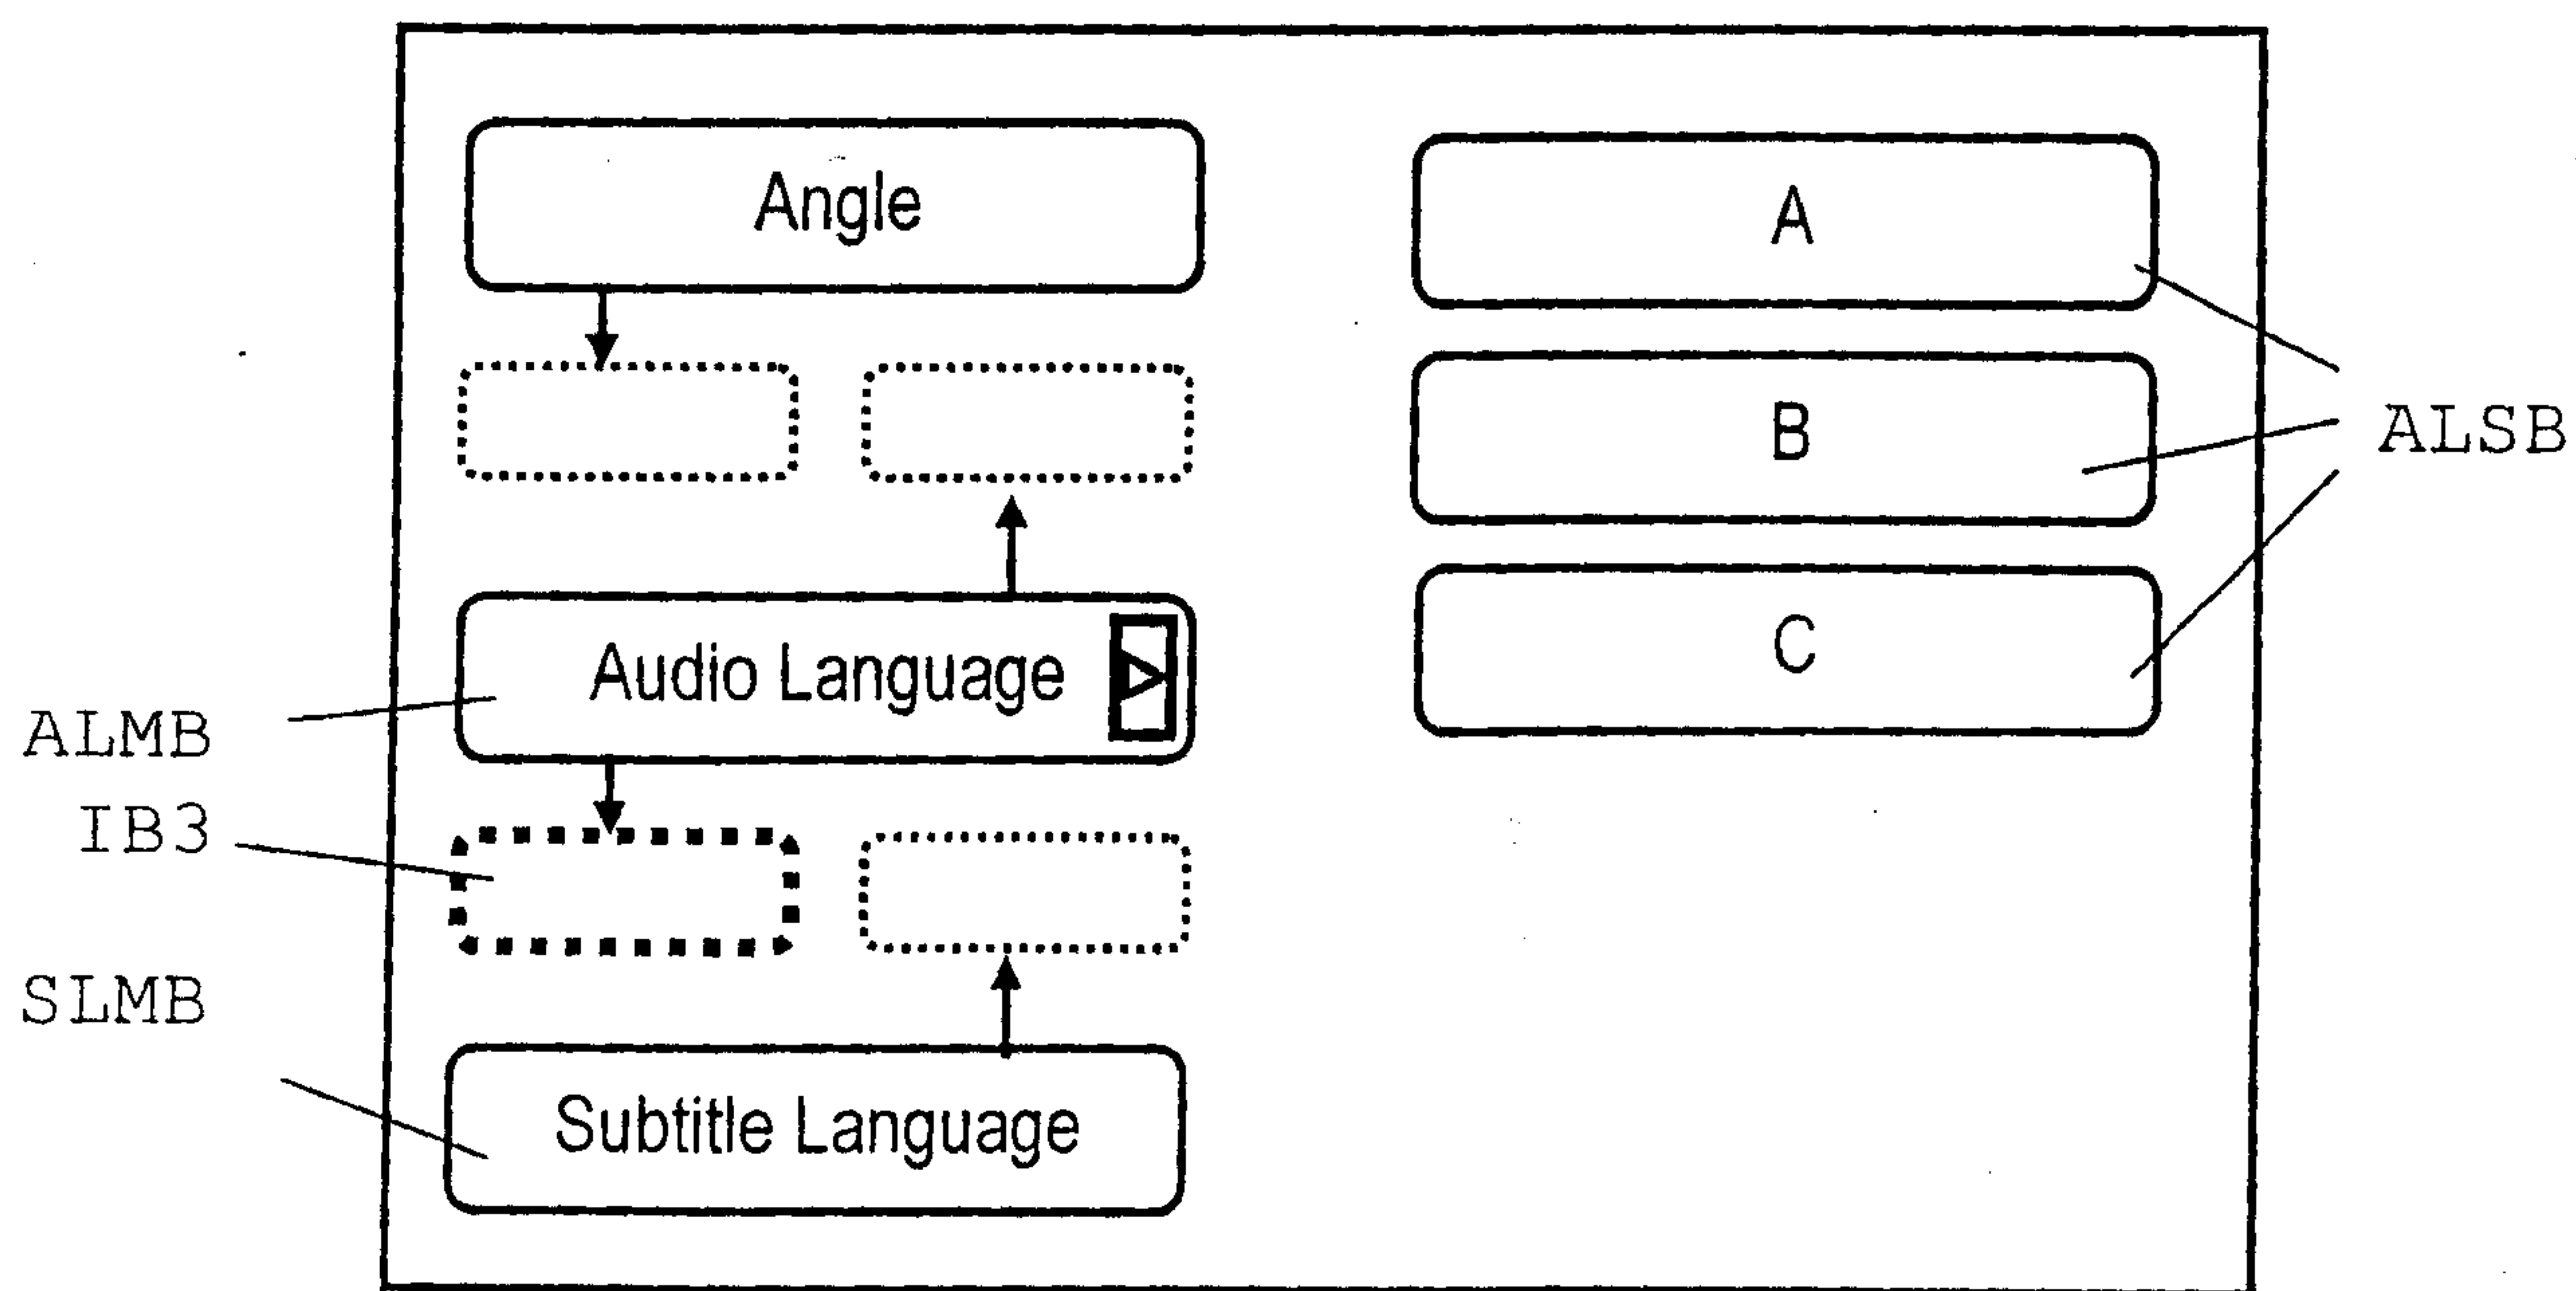 Angle
A
B
ALSB
C
Audio Language
ALMB
IB3
SLMB
Subtitle Language